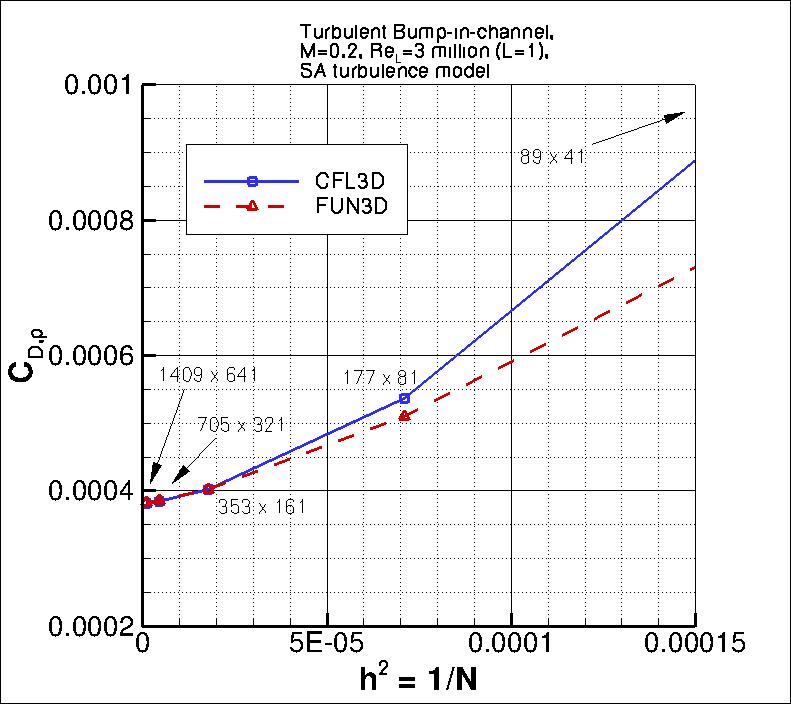 Turbulent Bump-in-channel,
M=0.2, Re_L=3 million (L=1),
SA turbulence model
0.001
89 x 41
CFL3D
FUN3D
0.0008
C_D,p
0.0006
1409 x 641
177 x 81
705 x 321
0.0004
353 x 161
0.0002
0
5E-05
0.0001
0.00015
h² = 1/N